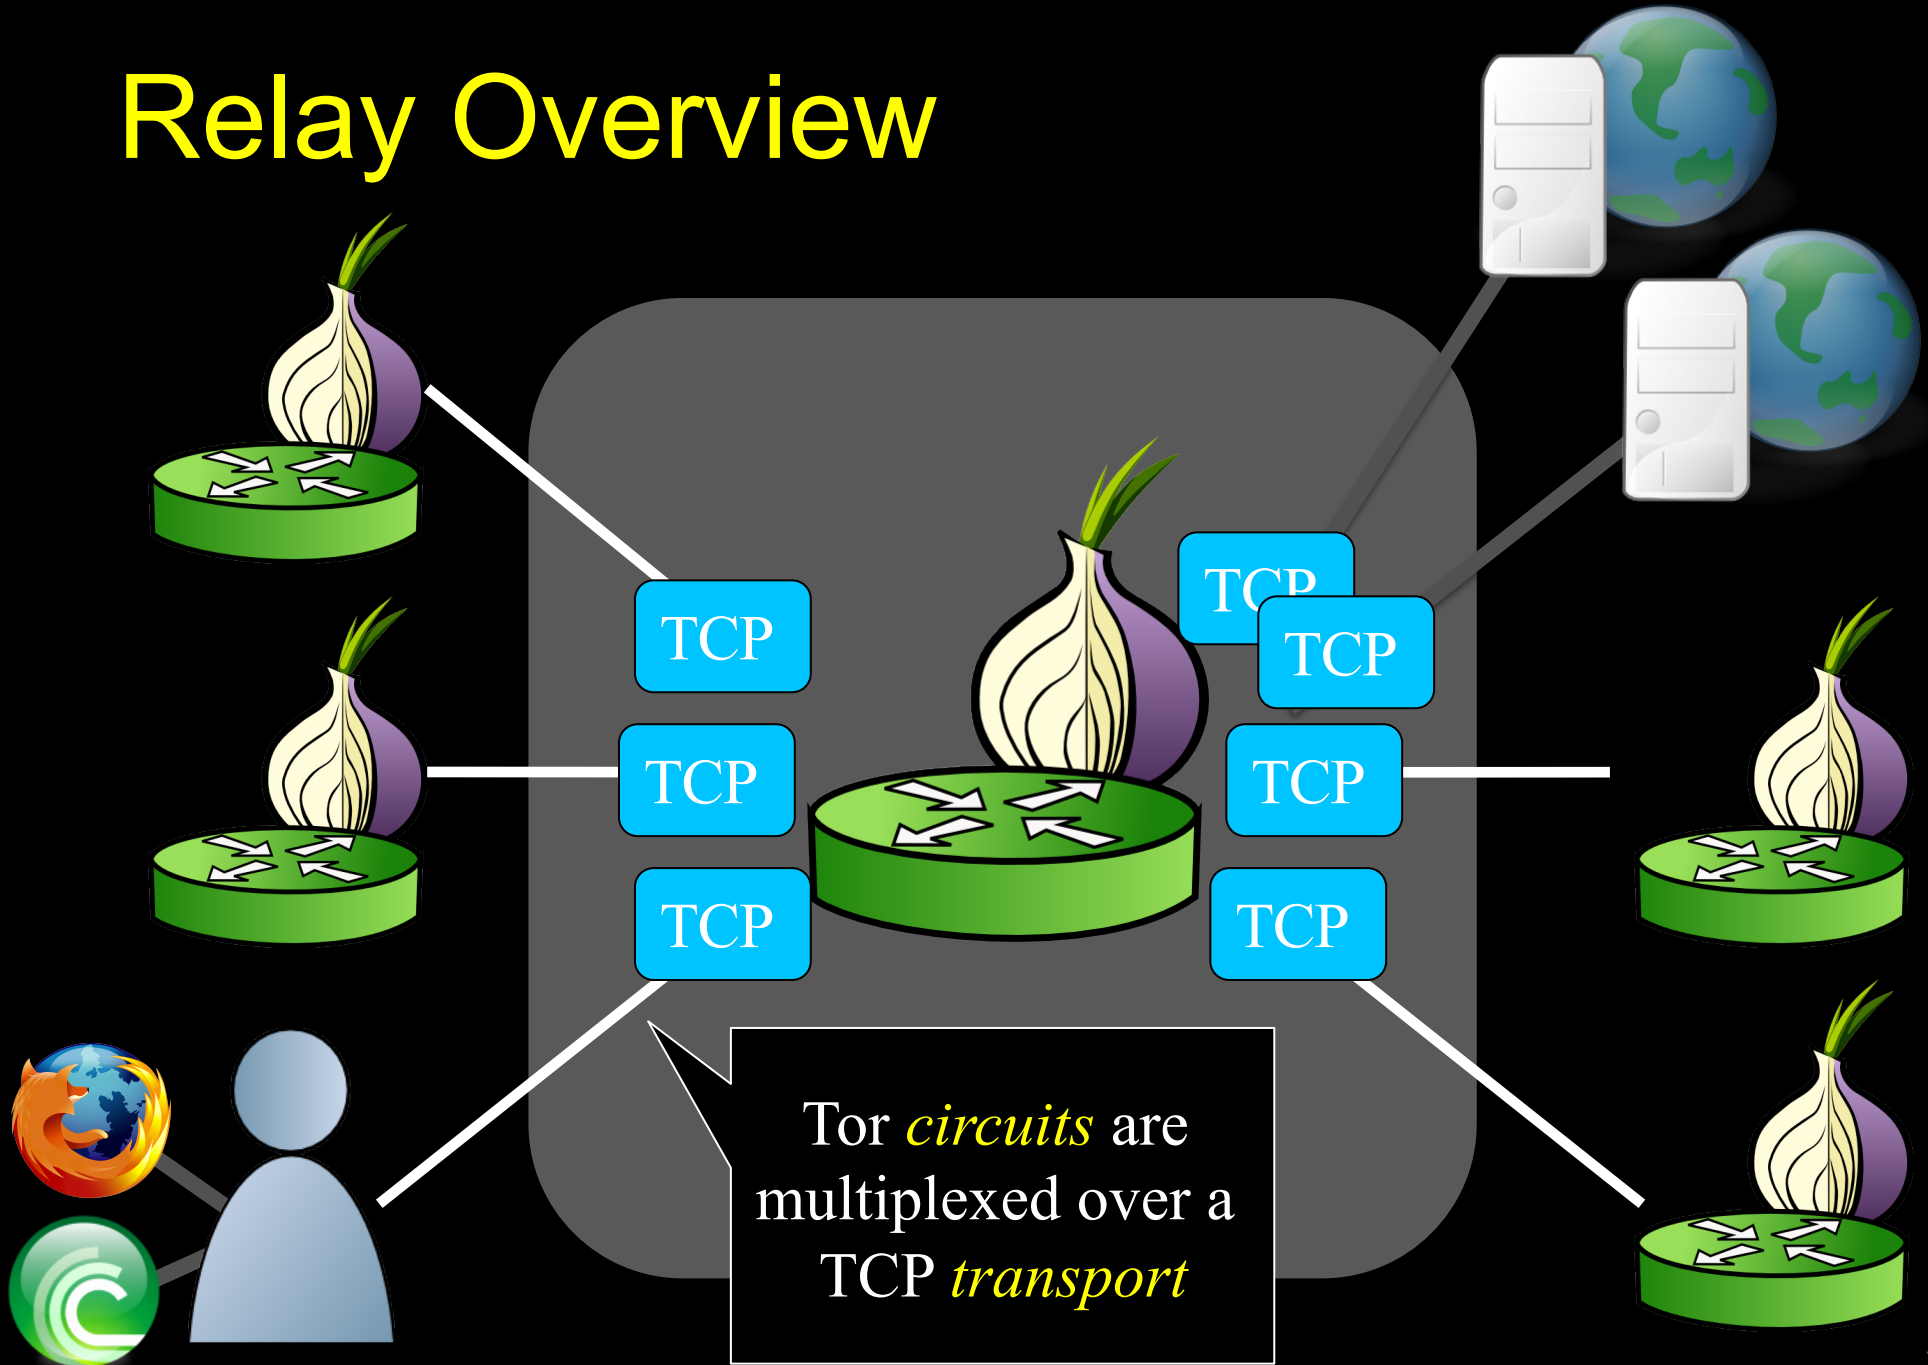 Relay Overview
TCP
TCP
TCP
TCP
TCP
TCP
TCP
Tor circuits are
multiplexed over a
TCP transport